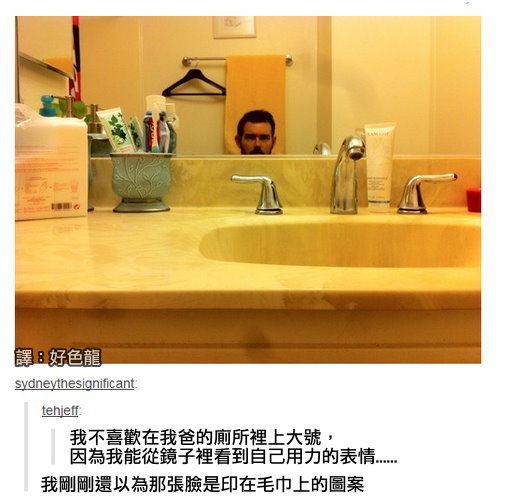 LANCOME
譯：好色龍
sydneythesignificant:
tehjeff:
我不喜歡在我爸的廁所裡上大號，
因為我能從鏡子裡看到自己用力的表情......
我剛剛還以為那張臉是印在毛巾上的圖案